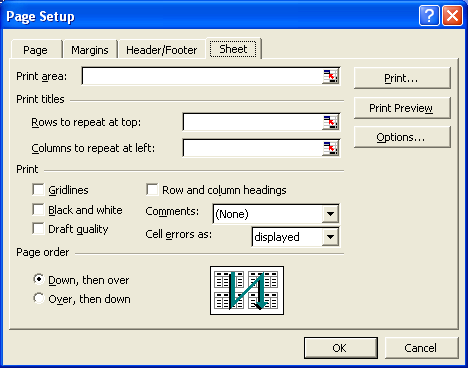 Page Setup
Page Margins Header/Footer Sheet
Print area:
Print...
Print titles
Print Preview
Rows to repeat at top:
Options...
Columns to repeat at left:
Print
Gridlines
Row and column headings
Black and white
Comments: (None)
Draft quality
Cell errors as: displayed
Page order
Down, then over
Over, then down
OK Cancel